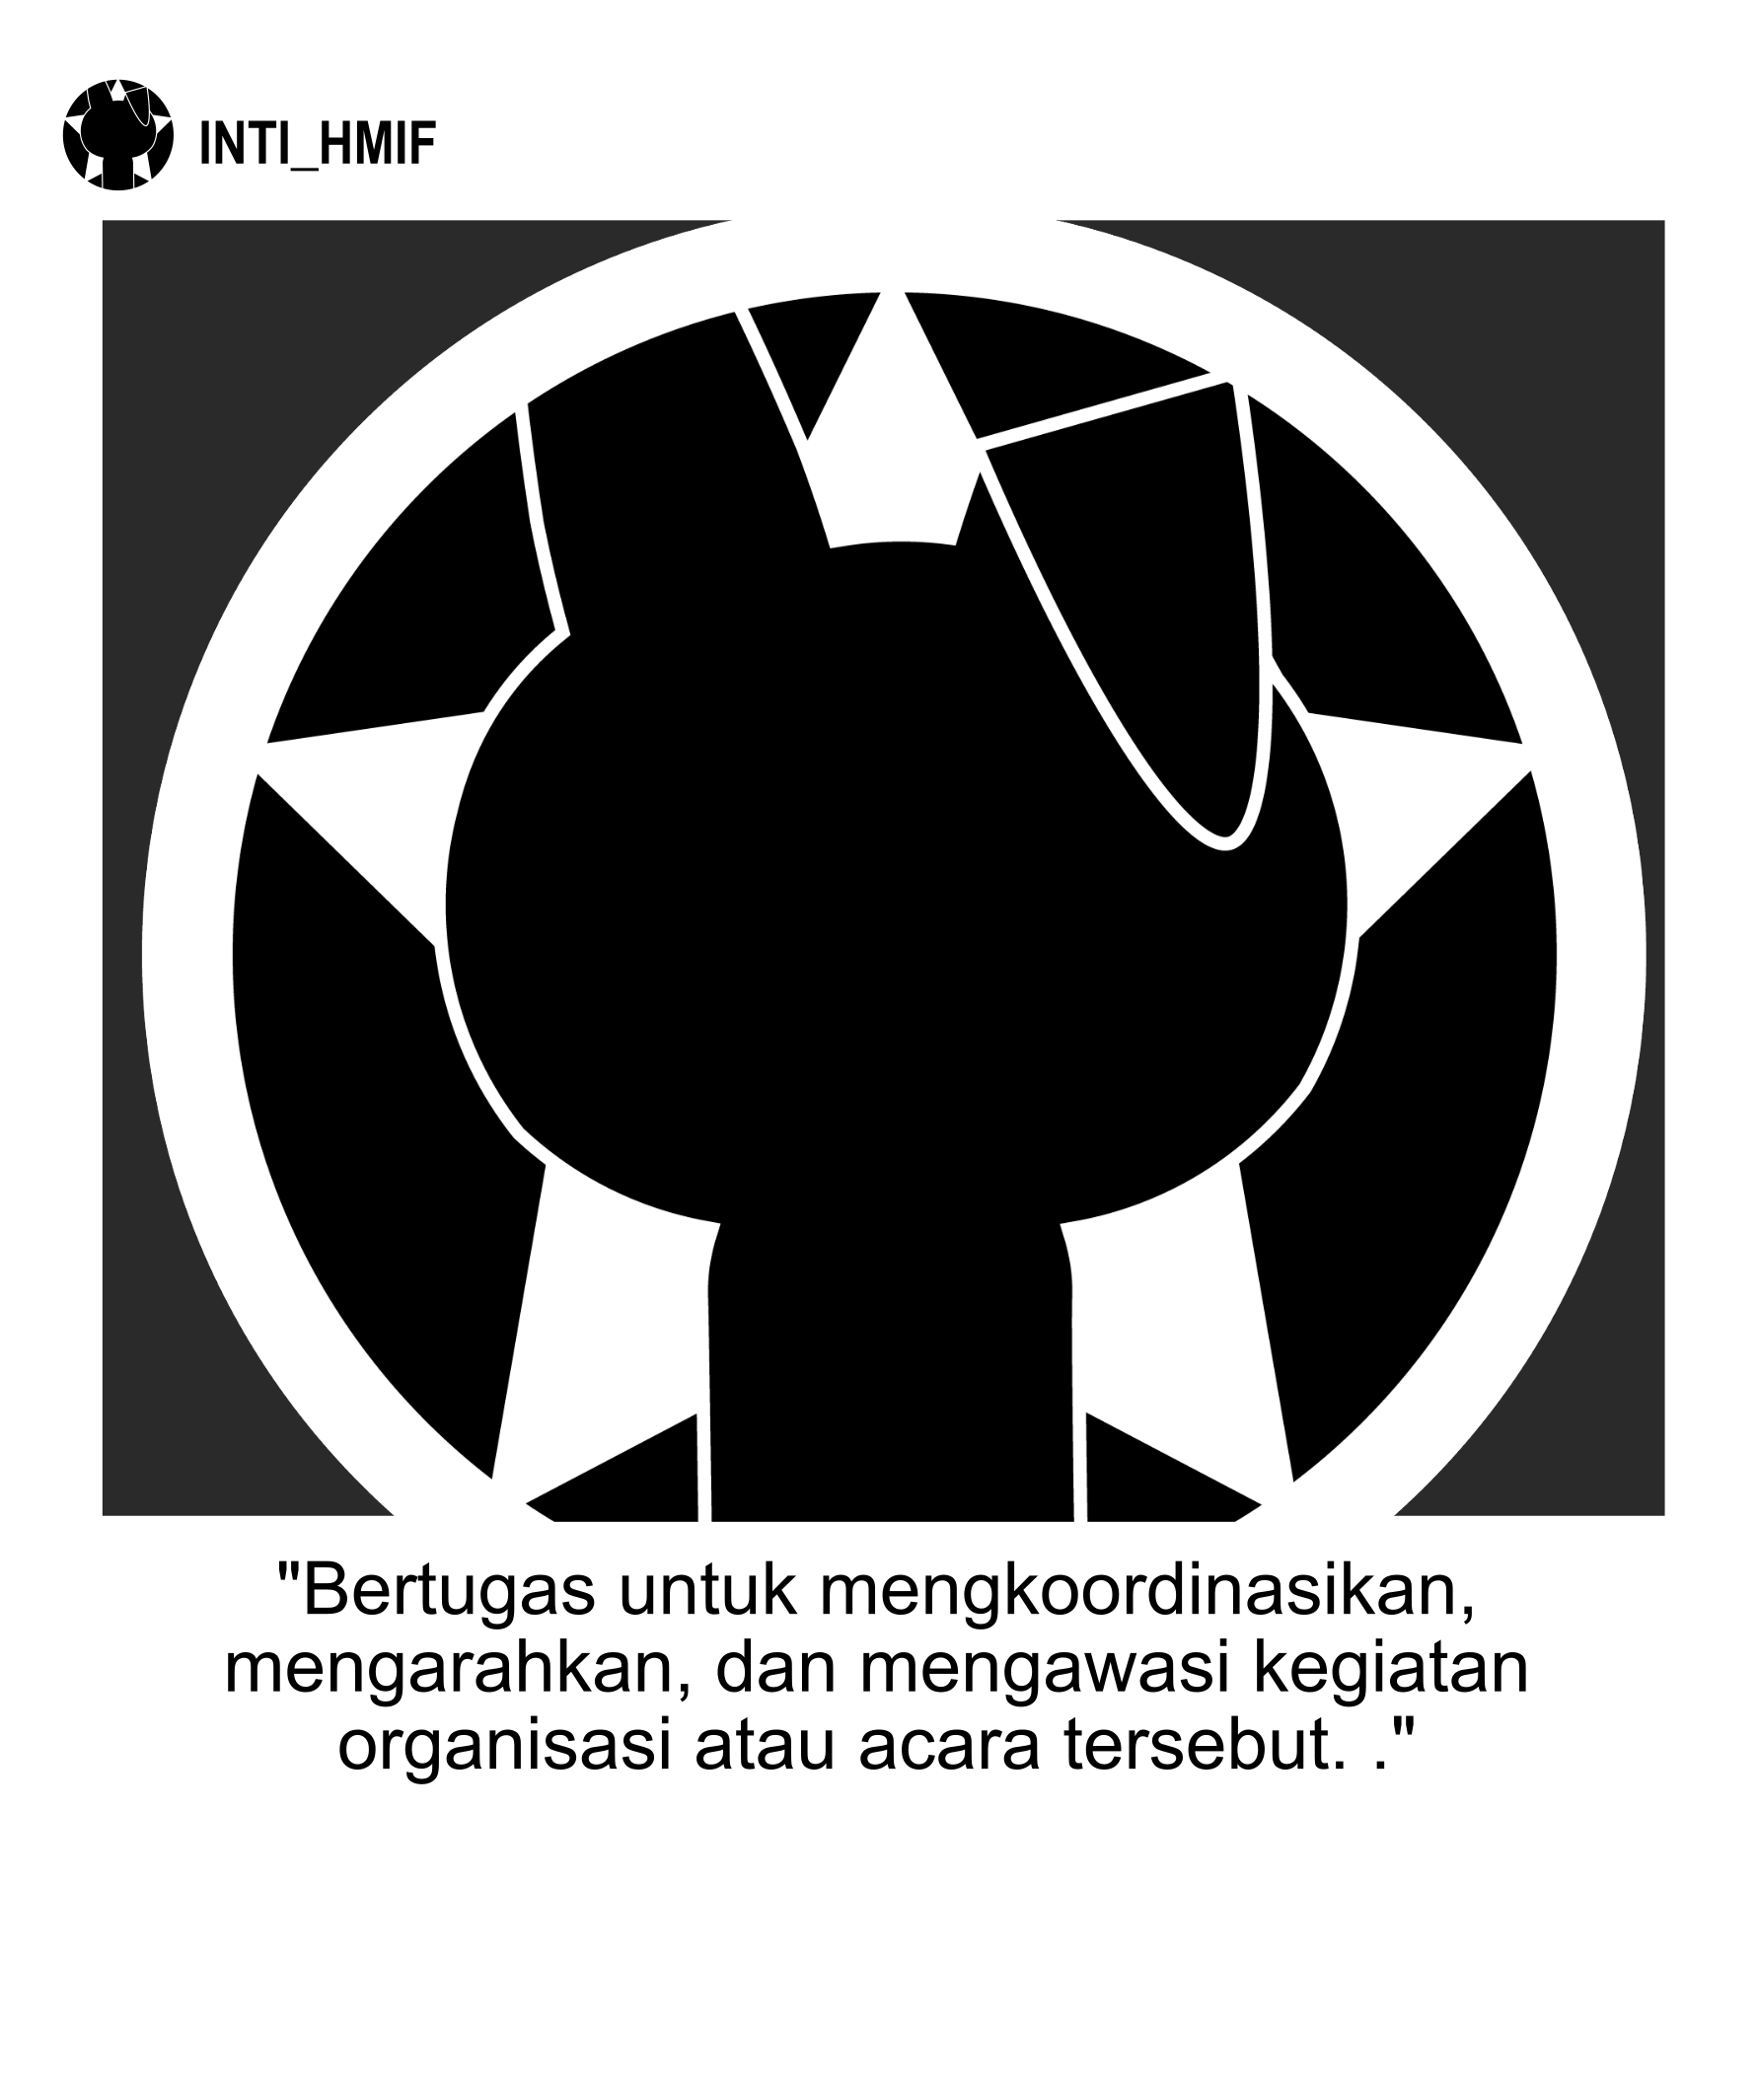 INTI_HMIF
"Bertugas untuk mengkoordinasikan,
mengarahkan, dan mengawasi kegiatan
organisasi atau acara tersebut. ."